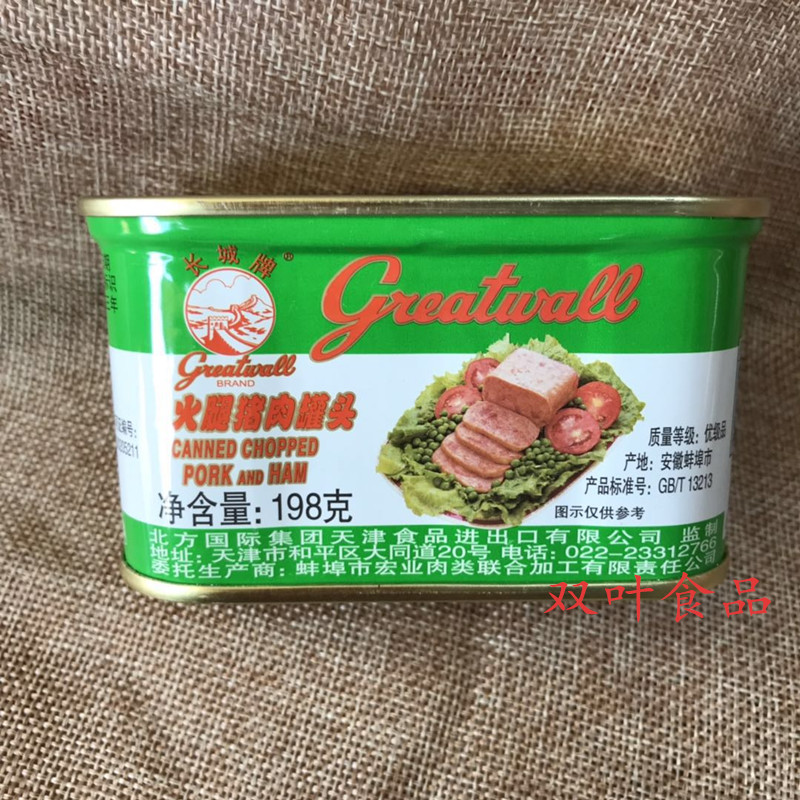 长城牌®
Greatwall
BRAND
Greatwall
火腿猪肉罐头
CANNED CHOPPED
PORK AND HAM
净含量: 198克
质量等级: 优级品
产地: 安徽蚌埠市
产品标准号: GB/T 13213
图示仅供参考
北方国际集团天津食品进出口有限公司 监制
地址: 天津市和平区大同道20号 电话: 022-23312766
委托生产商: 蚌埠市宏业肉类联合加工有限责任公司
双叶食品